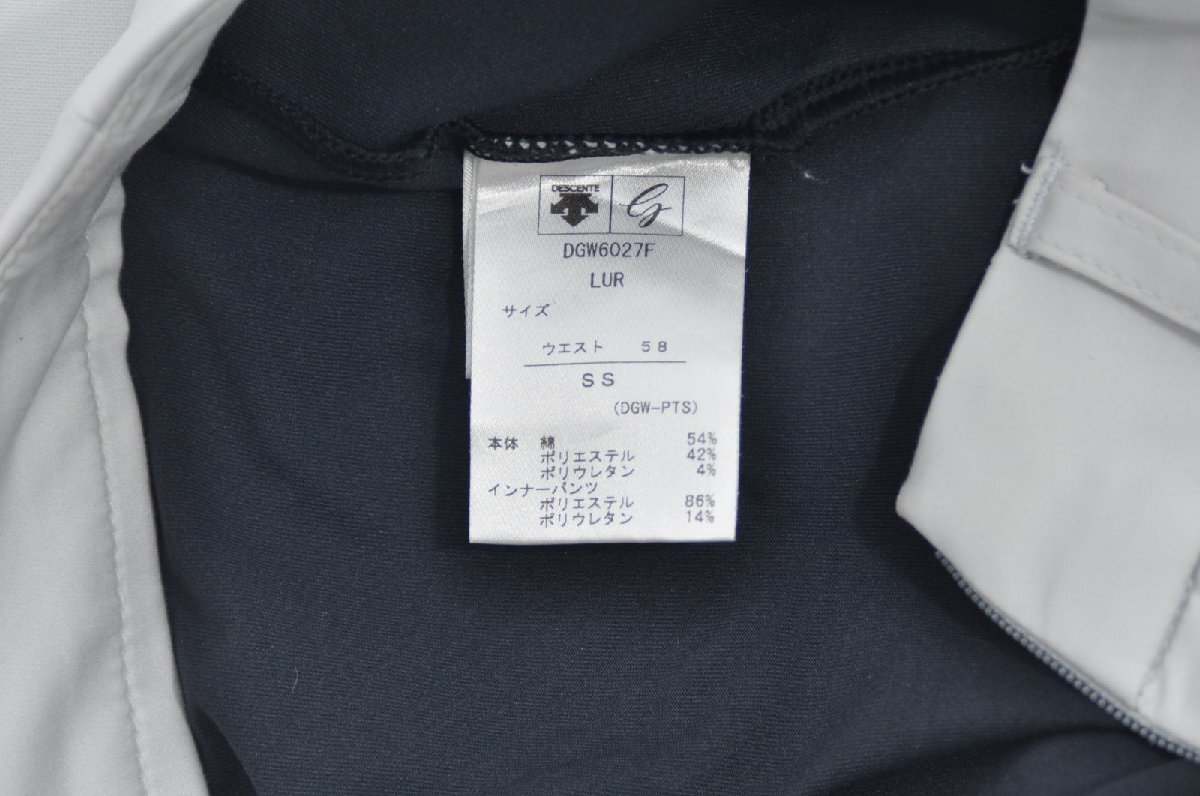 DESCENTE
G
DGW6027F
LUR
サイズ
ウエスト 58
SS
(DGW-PTS)
本体 綿 54%
ポリエステル 42%
ポリウレタン 4%
インナーパンツ
ポリエステル 86%
ポリウレタン 14%